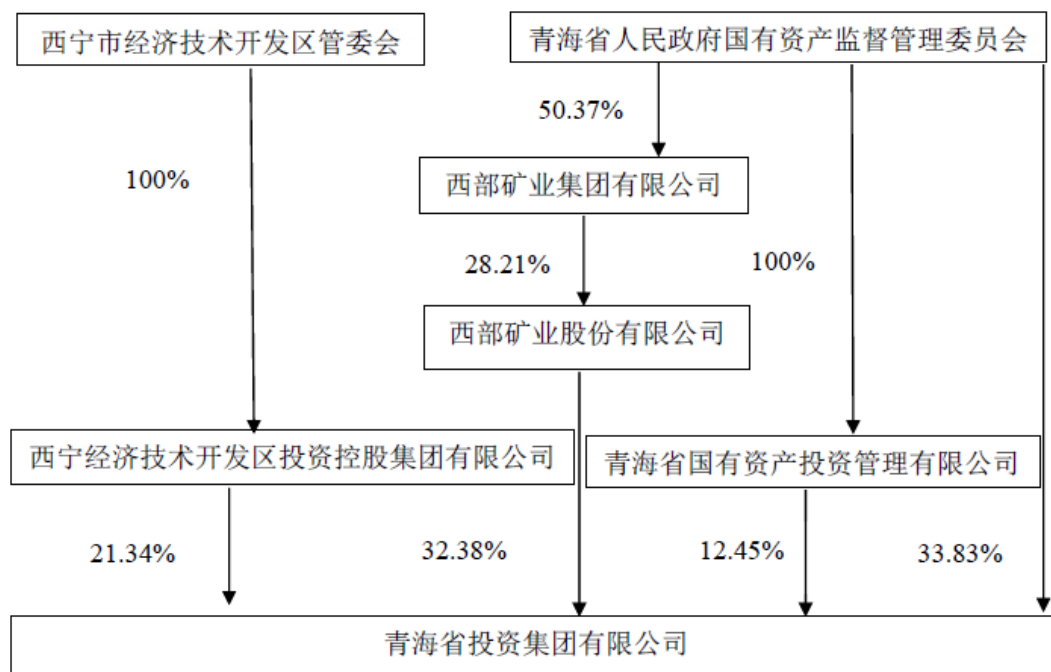 西宁市经济技术开发区管委会
青海省人民政府国有资产监督管理委员会
50.37%
100%
西部矿业集团有限公司
28.21%
100%
西部矿业股份有限公司
西宁经济技术开发区投资控股集团有限公司
青海省国有资产投资管理有限公司
21.34%
32.38%
12.45%
33.83%
青海省投资集团有限公司